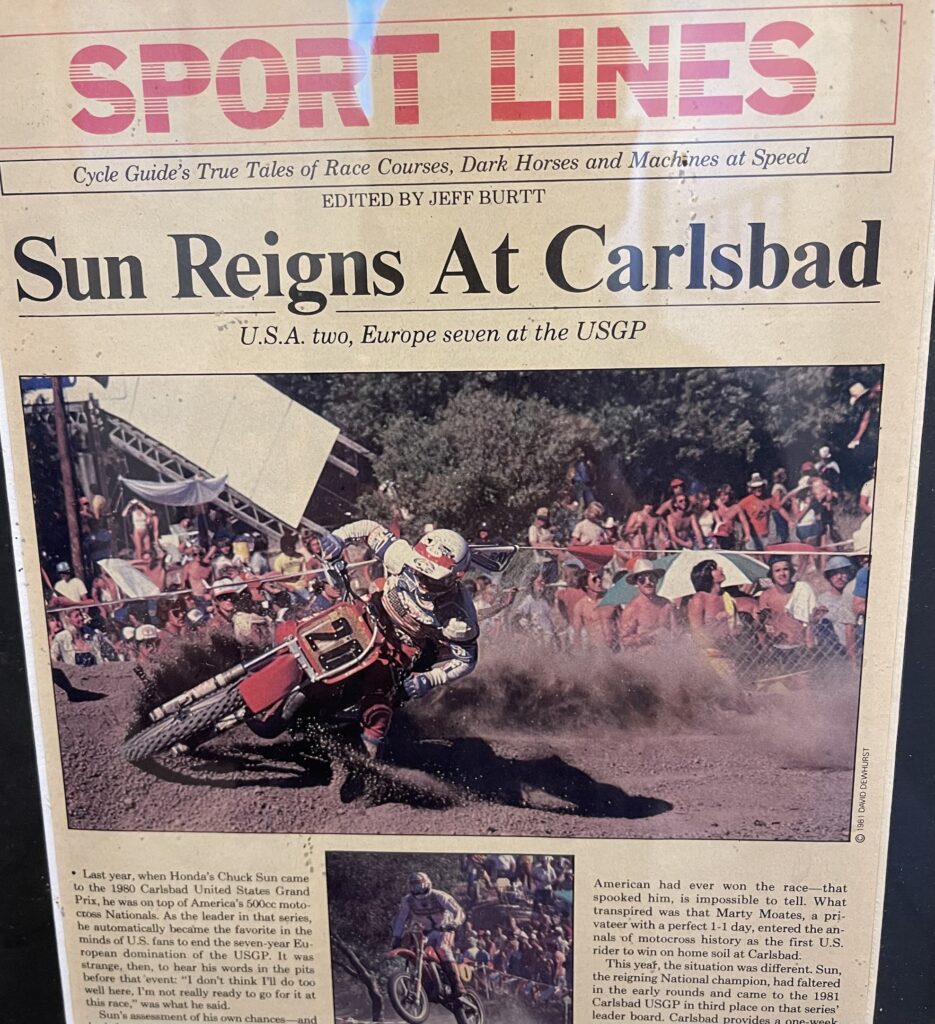 SPORT LINES
Cycle Guide's True Tales of Race Courses, Dark Horses and Machines at Speed
EDITED BY JEFF BURTT
Sun Reigns At Carlsbad
U.S.A. two, Europe seven at the USGP
20
© 1981 DAVID DEWHURST
• Last year, when Honda's Chuck Sun came
to the 1980 Carlsbad United States Grand
Prix, he was on top of America's 500cc moto-
cross Nationals. As the leader in that series,
he automatically became the favorite in the
minds of U.S. fans to end the seven-year Eu-
ropean domination of the USGP. It was
strange, then, to hear his words in the pits
before that event: "I don't think I'll do too
well here, I'm not really ready to go for it at
this race," was what he said.
Sun's assessment of his own chances—and
American had ever won the race—that
spooked him, is impossible to tell. What
transpired was that Marty Moates, a pri-
vateer with a perfect 1-1 day, entered the an-
nals of motocross history as the first U.S.
rider to win on home soil at Carlsbad.
This year, the situation was different. Sun,
the reigning National champion, had faltered
in the early rounds and came to the 1981
Carlsbad USGP in third place on that series'
leader board. Carlsbad provides a one-week